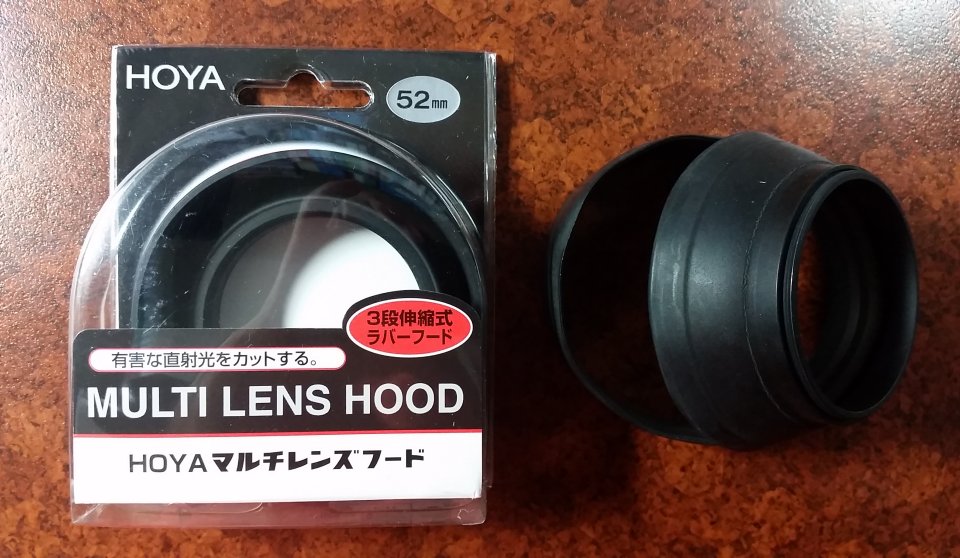 HOYA
52mm
3段伸縮式
ラバーフード
有害な直射光をカットする。
MULTI LENS HOOD
HOYAマルチレンズフード